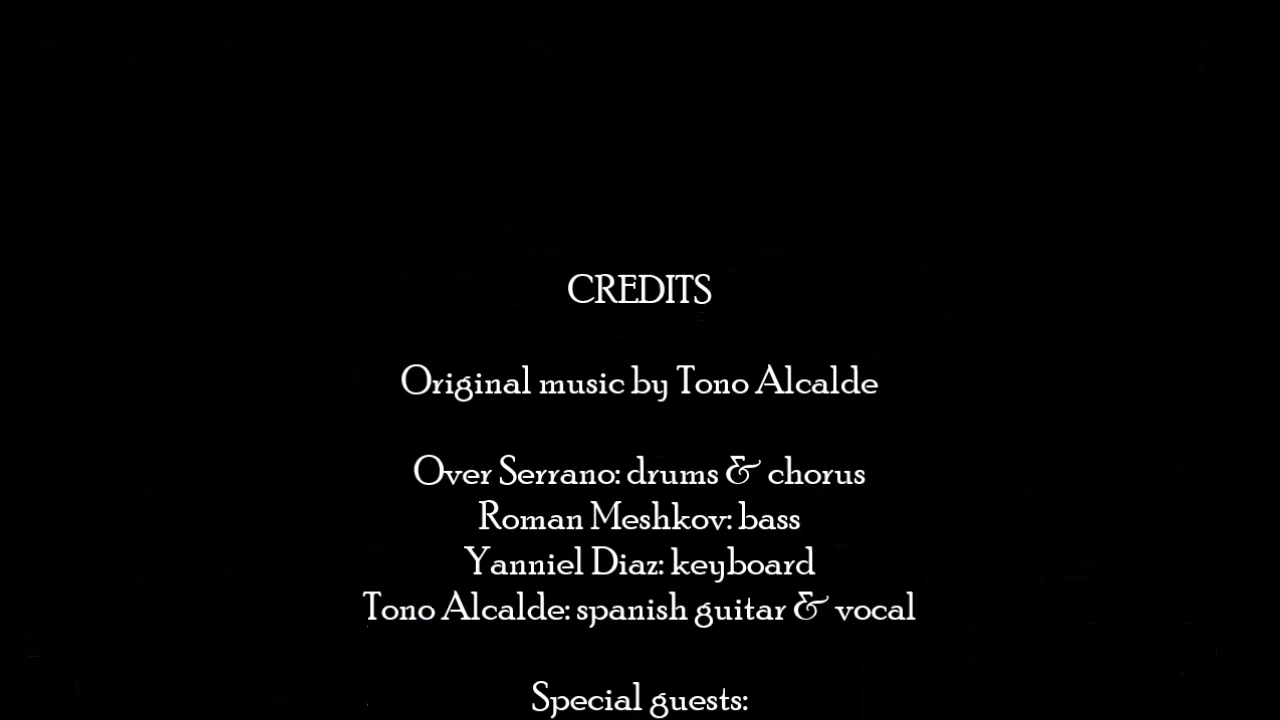 CREDITS
Original music by Tono Alcalde
Over Serrano: drums & chorus
Roman Meshkov: bass
Yanniel Diaz: keyboard
Tono Alcalde: spanish guitar & vocal
Special guests: